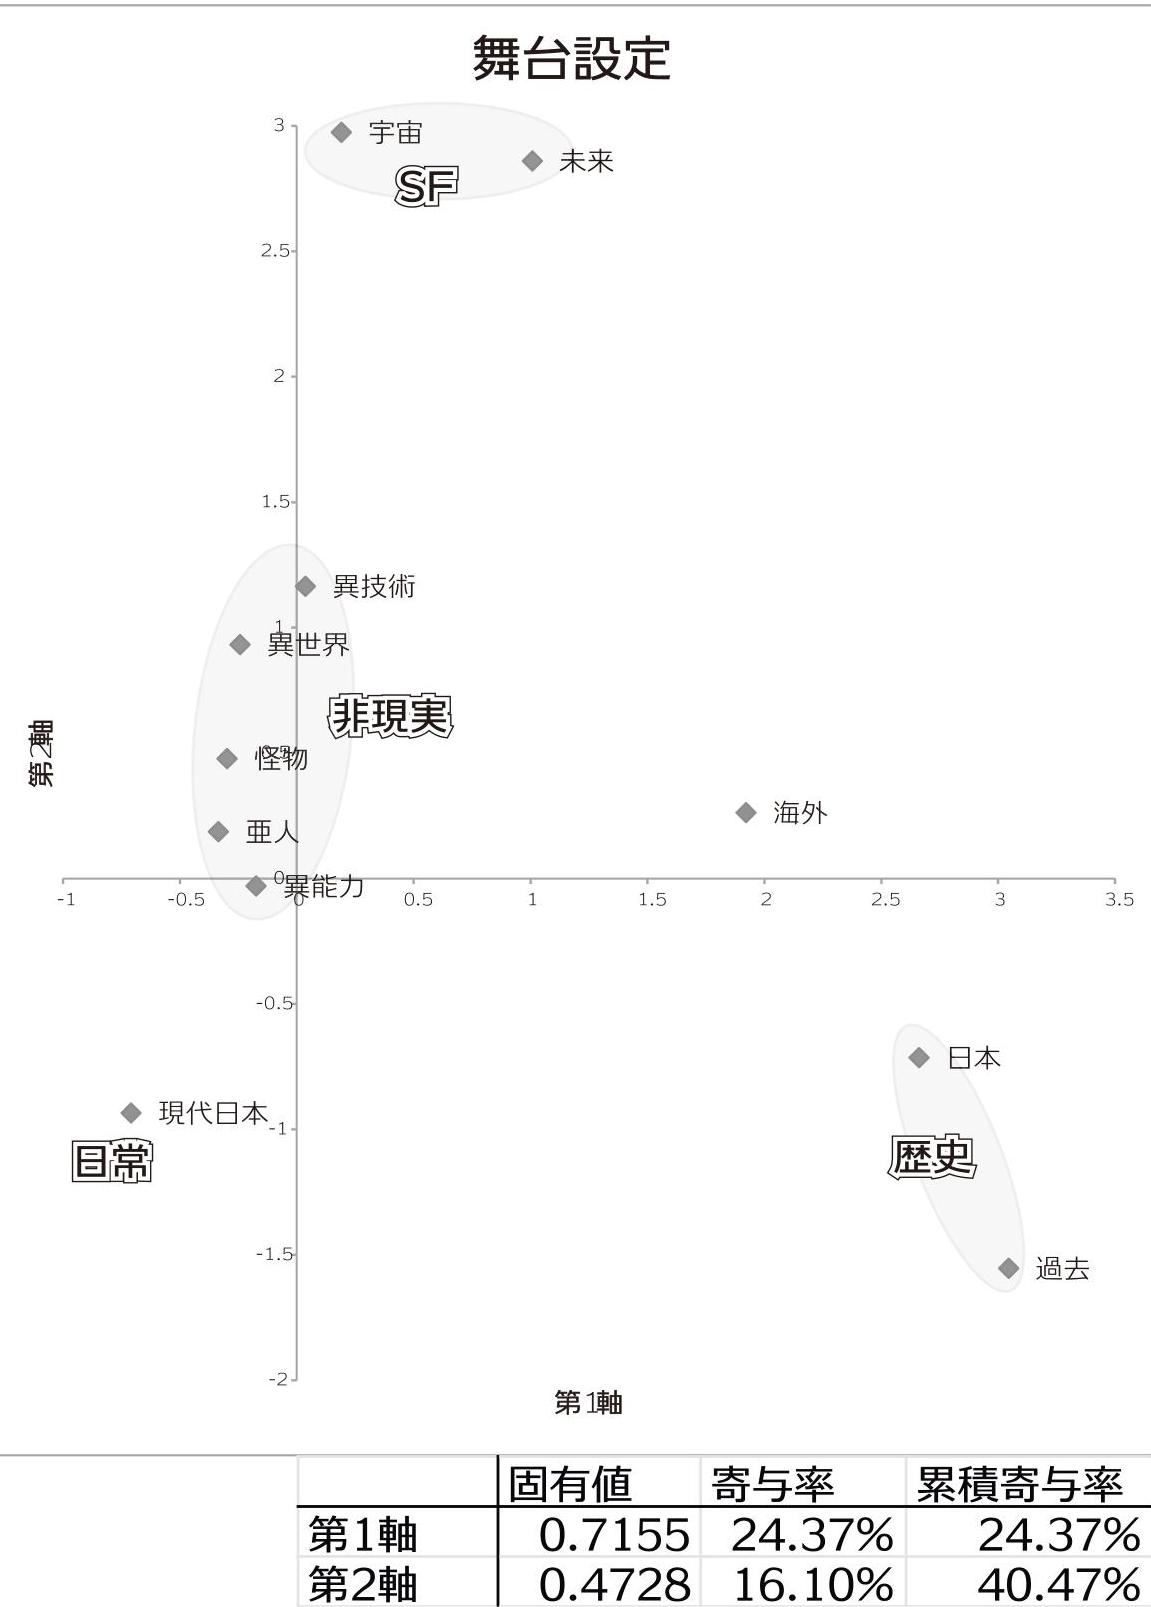 舞台設定
3
宇宙
未来
SF
2.5
2
1.5
異技術
1
異世界
非現実
第2軸
0.5
怪物
海外
亜人
0
異能力
-1
-0.5
0
0.5
1
1.5
2
2.5
3
3.5
-0.5
日本
現代日本
-1
日常
歴史
-1.5
過去
-2
第1軸
固有値 寄与率 累積寄与率
第1軸 0.7155 24.37% 24.37%
第2軸 0.4728 16.10% 40.47%